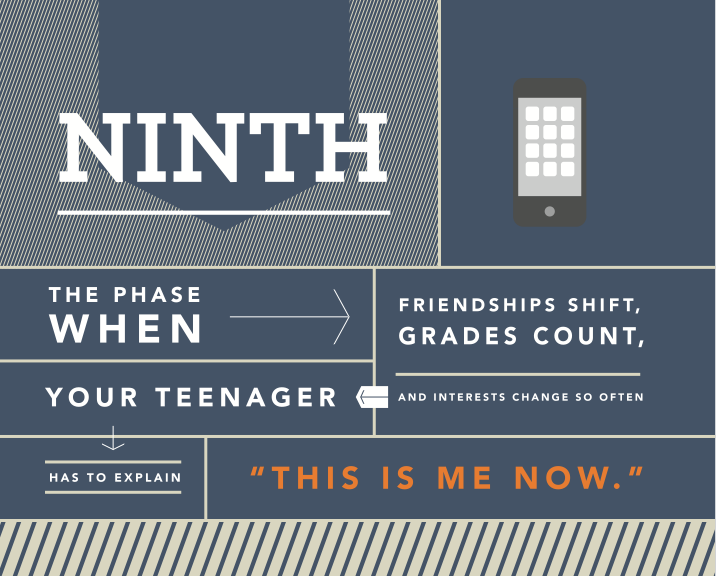 NINTH
THE PHASE
WHEN
FRIENDSHIPS SHIFT,
GRADES COUNT,
AND INTERESTS CHANGE SO OFTEN
YOUR TEENAGER
HAS TO EXPLAIN
"THIS IS ME NOW."